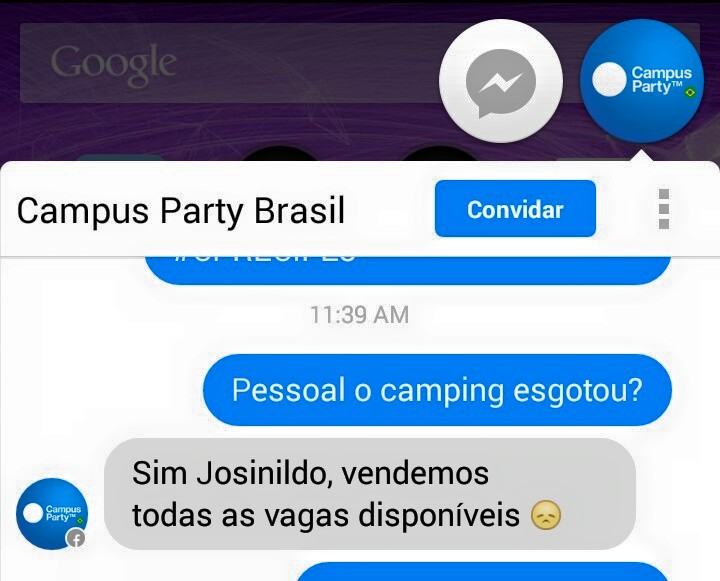 Google
Campus
Party™
Campus Party Brasil
Convidar
11:39 AM
Pessoal o camping esgotou?
Sim Josinildo, vendemos
todas as vagas disponíveis 😞
Campus
Party™